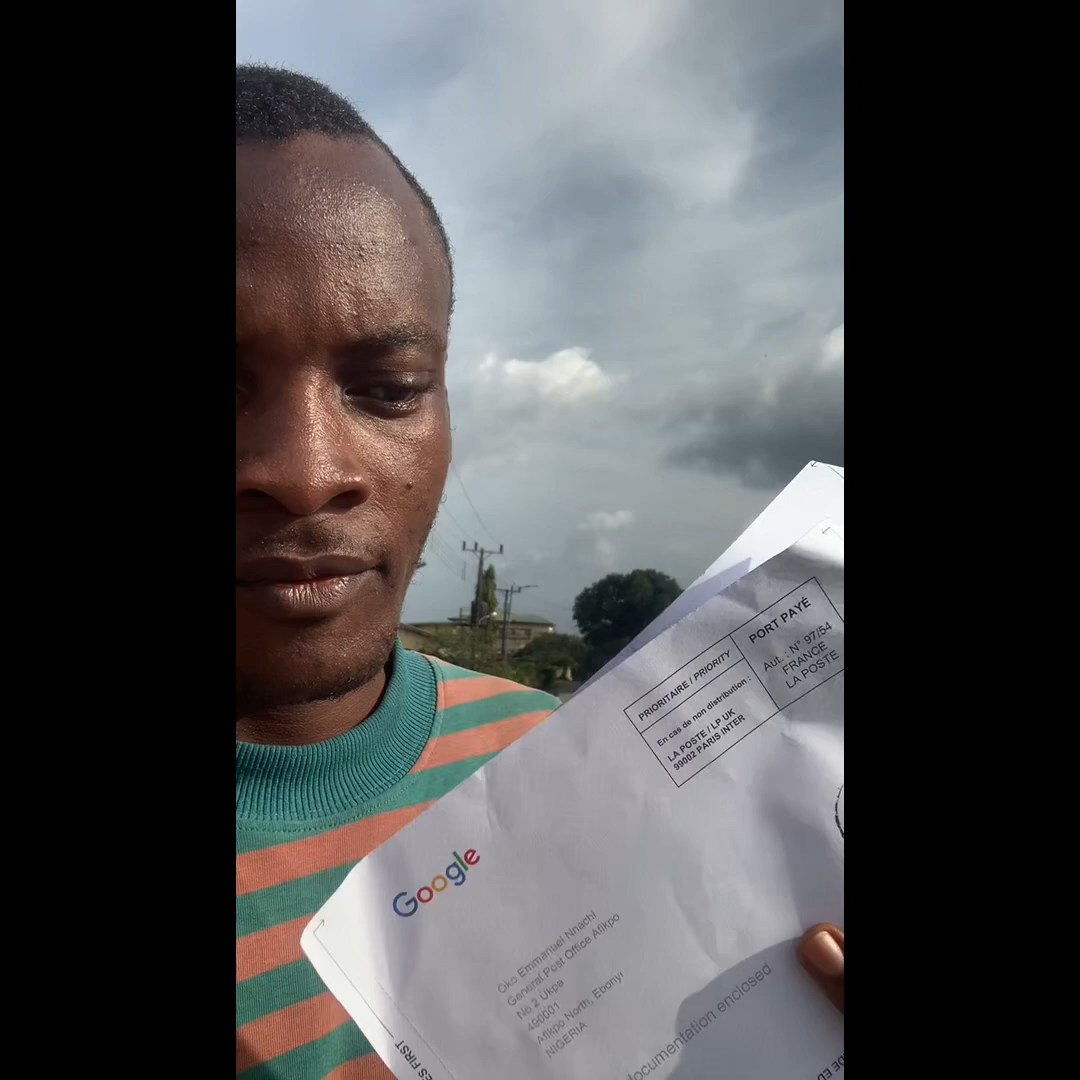 PORT PAYÉ
Aut. : N° 97/54
FRANCE
LA POSTE
PRIORITAIRE / PRIORITY
En cas de non distribution :
LA POSTE / LP UK
99002 PARIS INTER
Google
Oko Emmanuel Nnachi
General Post Office Afikpo
No.2 Ukpa
490001
Afikpo North, Ebonyi
NIGERIA
documentation enclosed
FIRST